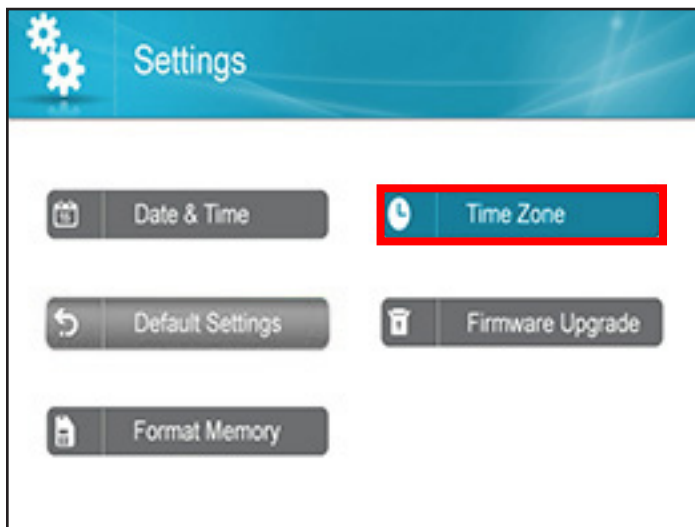 Settings
Date & Time
Time Zone
Default Settings
Firmware Upgrade
Format Memory